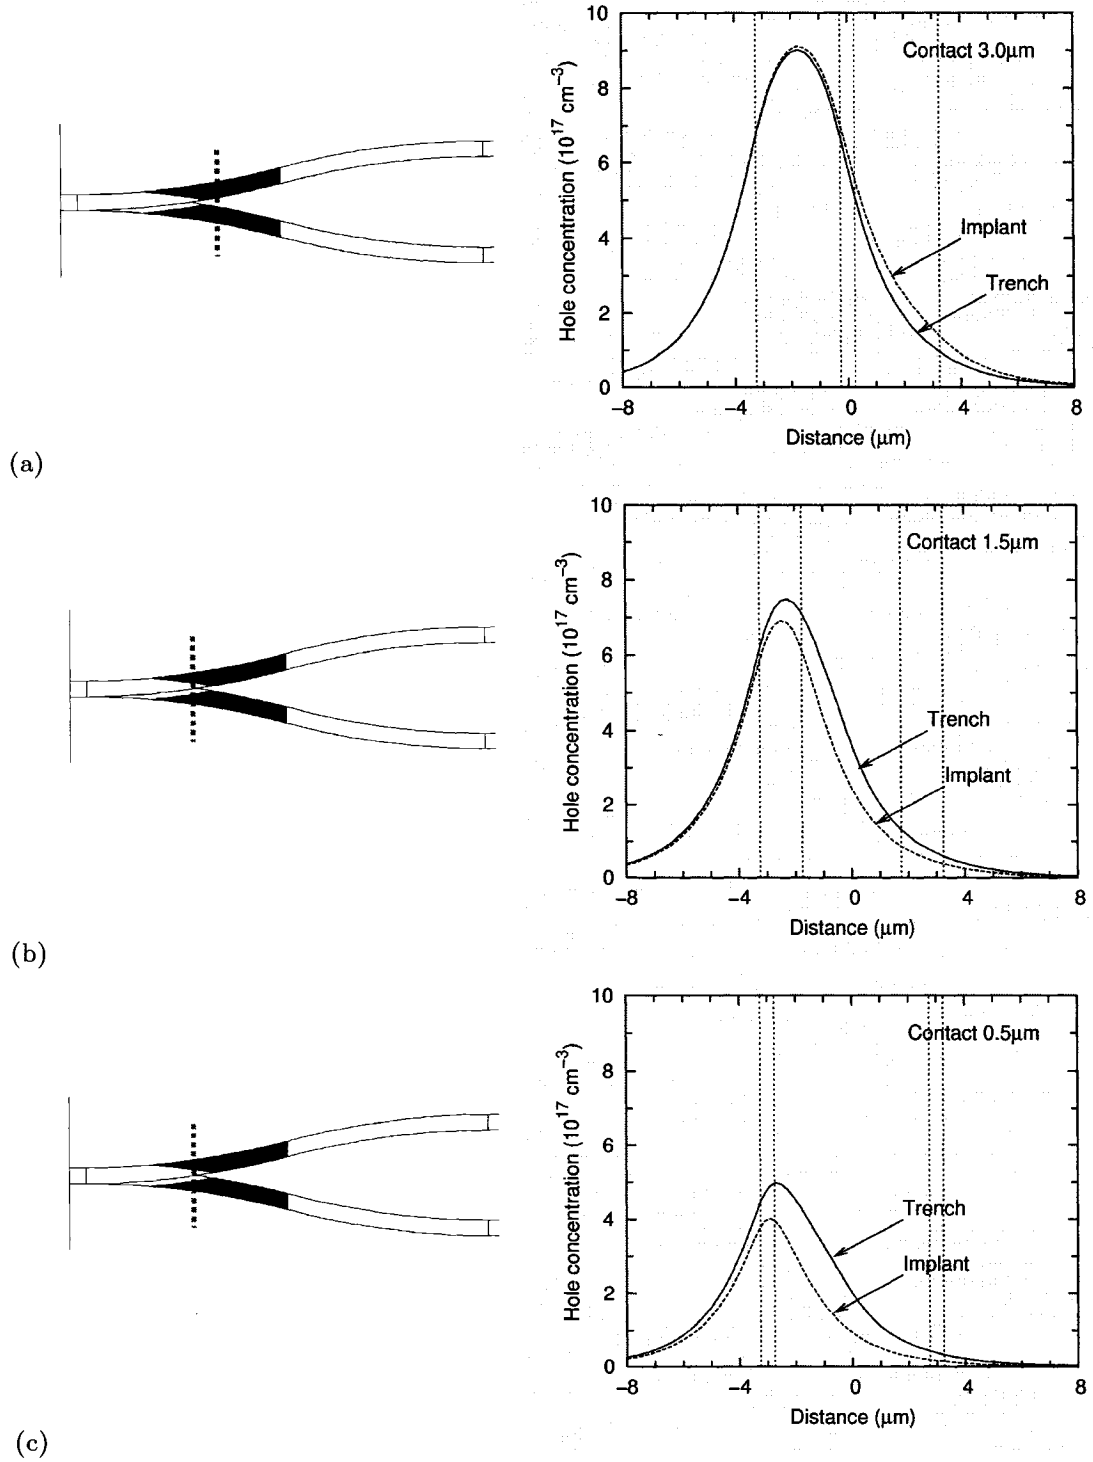 10
8
6
4
2
0
Hole concentration (10^17 cm^−3)
Contact 3.0μm
Implant
Trench
−8 −4 0 4 8
Distance (μm)
(a)
10
8
6
4
2
0
Hole concentration (10^17 cm^−3)
Contact 1.5μm
Trench
Implant
−8 −4 0 4 8
Distance (μm)
(b)
10
8
6
4
2
0
Hole concentration (10^17 cm^−3)
Contact 0.5μm
Trench
Implant
−8 −4 0 4 8
Distance (μm)
(c)